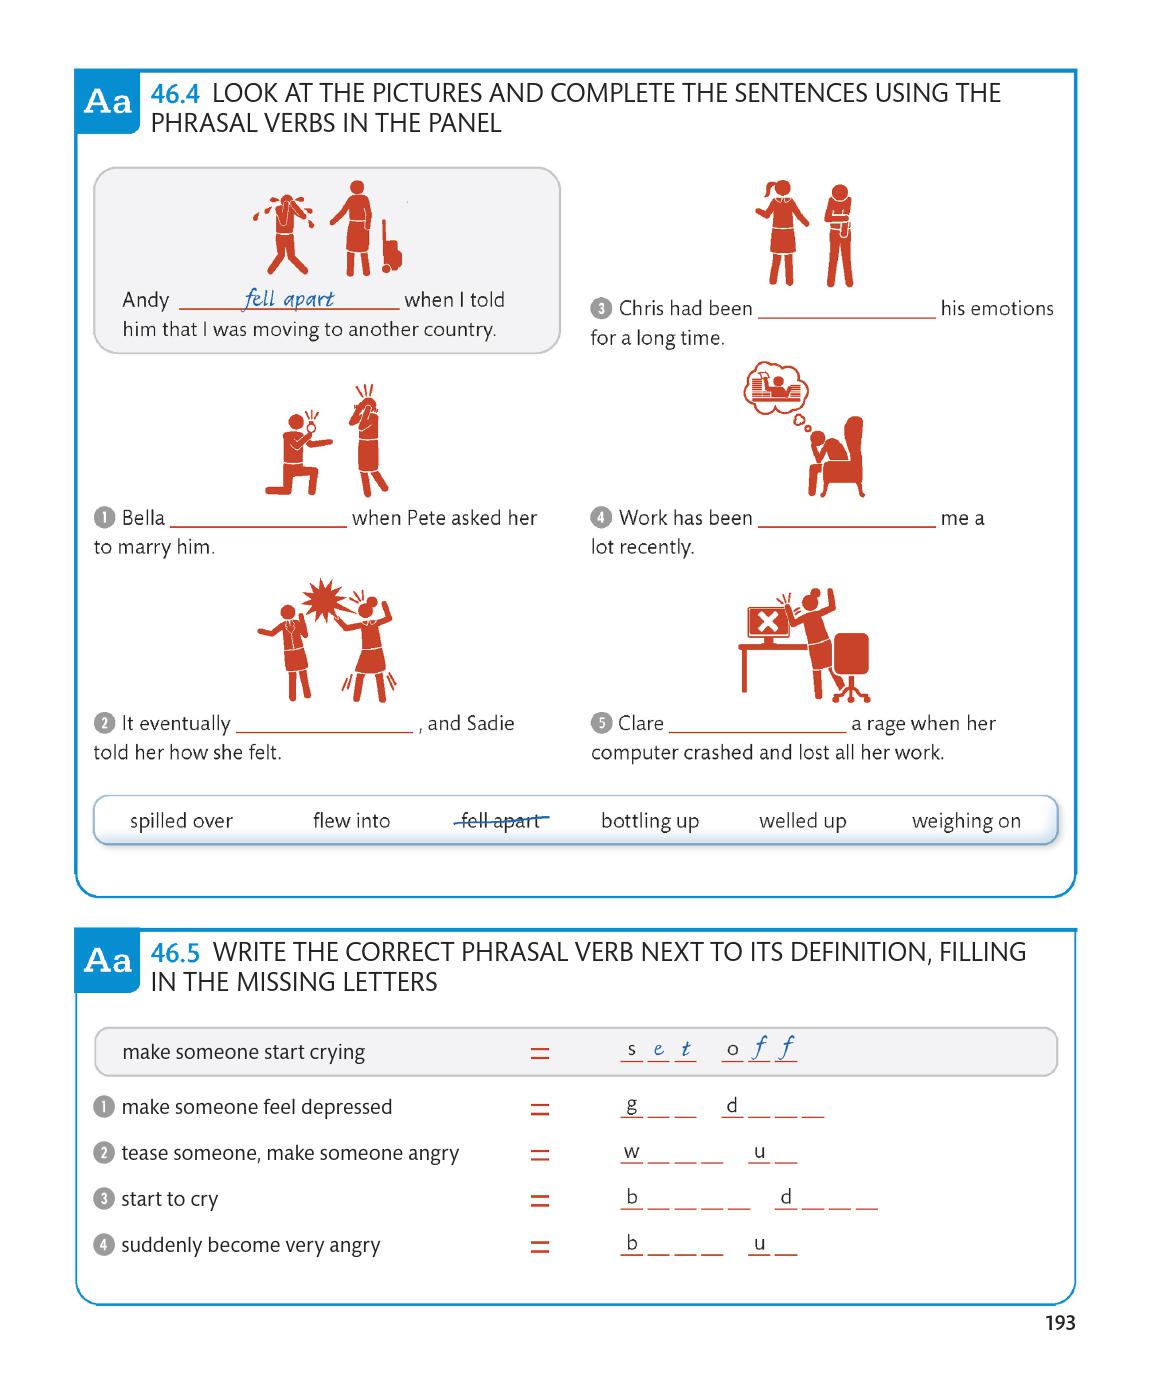 Aa 46.4 LOOK AT THE PICTURES AND COMPLETE THE SENTENCES USING THE
PHRASAL VERBS IN THE PANEL
Andy fell apart when I told
him that I was moving to another country.
1 Bella ____ when Pete asked her
to marry him.
2 It eventually ____ , and Sadie
told her how she felt.
3 Chris had been ____ his emotions
for a long time.
4 Work has been ____ me a
lot recently.
5 Clare ____ a rage when her
computer crashed and lost all her work.
spilled over flew into fell apart bottling up welled up weighing on
Aa 46.5 WRITE THE CORRECT PHRASAL VERB NEXT TO ITS DEFINITION, FILLING
IN THE MISSING LETTERS
make someone start crying = s e t o f f
1 make someone feel depressed = g _ _ d _ _ _
2 tease someone, make someone angry = w _ _ _ u _
3 start to cry = b _ _ _ _ d _ _ _
4 suddenly become very angry = b _ _ _ u _
193